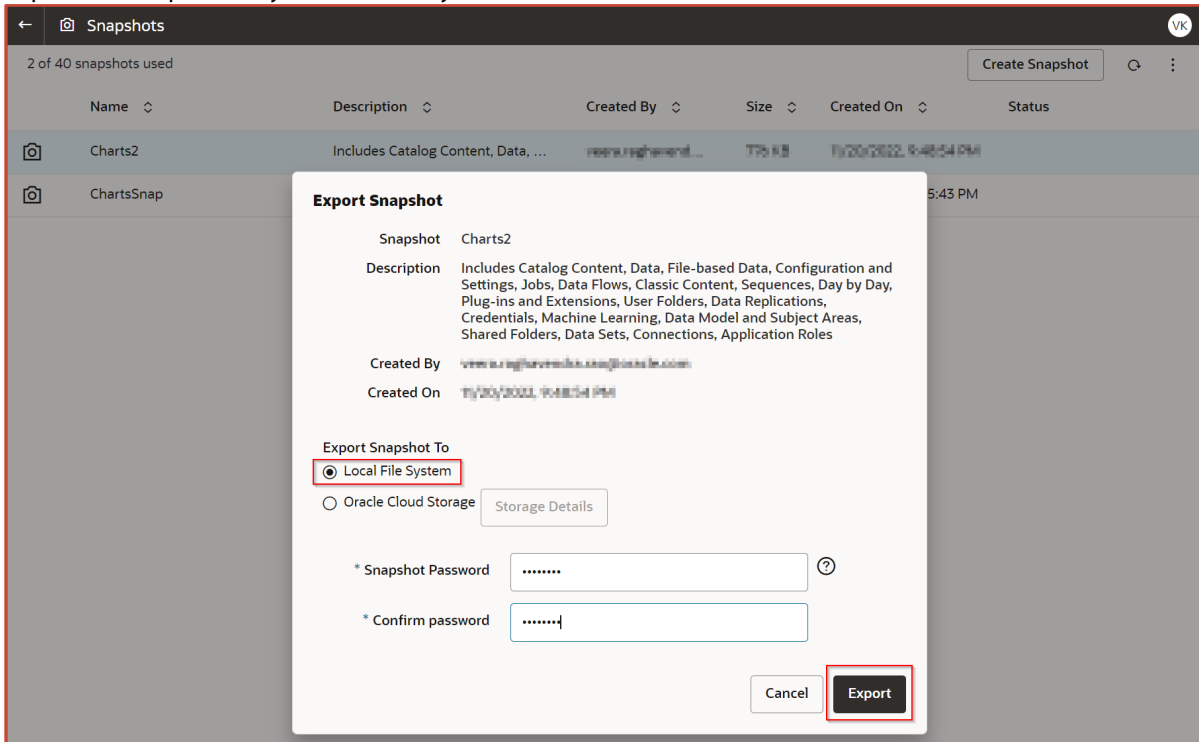 Snapshots
VK
2 of 40 snapshots used
Create Snapshot
Name
Description
Created By
Size
Created On
Status
Charts2
Includes Catalog Content, Data, ...
ChartsSnap
5:43 PM
Export Snapshot
Snapshot
Charts2
Description
Includes Catalog Content, Data, File-based Data, Configuration and
Settings, Jobs, Data Flows, Classic Content, Sequences, Day by Day,
Plug-ins and Extensions, User Folders, Data Replications,
Credentials, Machine Learning, Data Model and Subject Areas,
Shared Folders, Data Sets, Connections, Application Roles
Created By
Created On
Export Snapshot To
Local File System
Oracle Cloud Storage
Storage Details
* Snapshot Password
?
* Confirm password
Cancel
Export